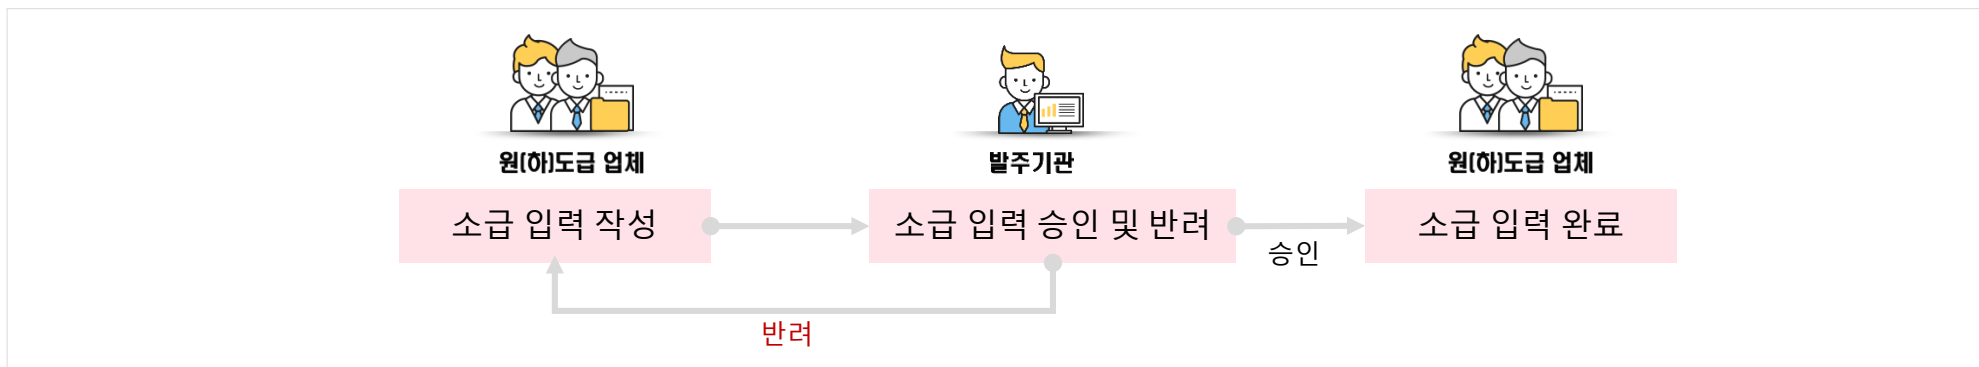 원(하)도급 업체
발주기관
원(하)도급 업체
소급 입력 작성
소급 입력 승인 및 반려
소급 입력 완료
승인
반려